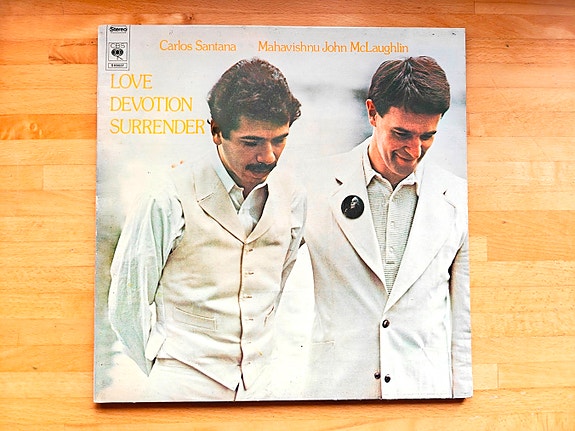 Stereo
CBS
Carlos Santana Mahavishnu John McLaughlin
LOVE
DEVOTION
SURRENDER